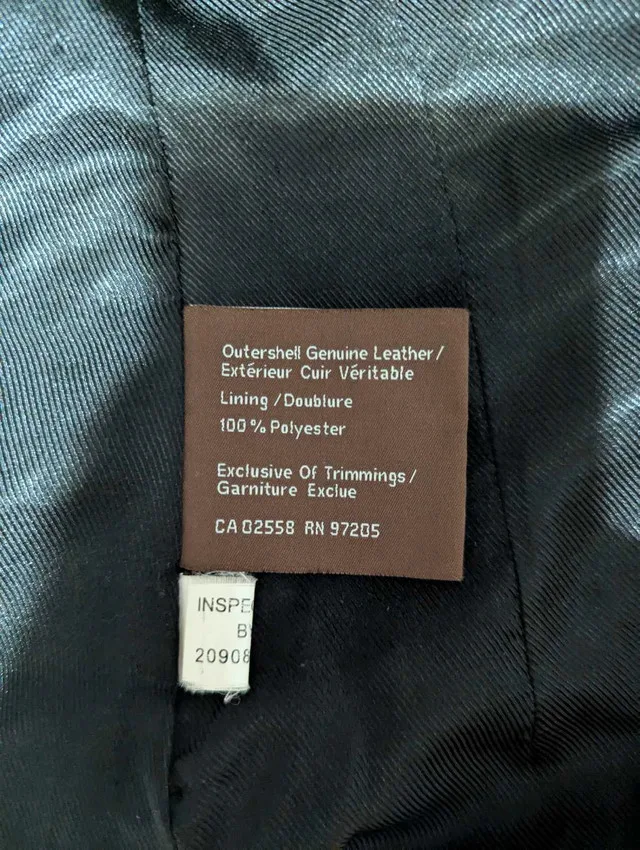 Outershell Genuine Leather/
Extérieur Cuir Véritable
Lining /Doublure
100 % Polyester
Exclusive Of Trimmings/
Garniture Exclue
CA 02558 RN 97205
INSPE
BY
20908